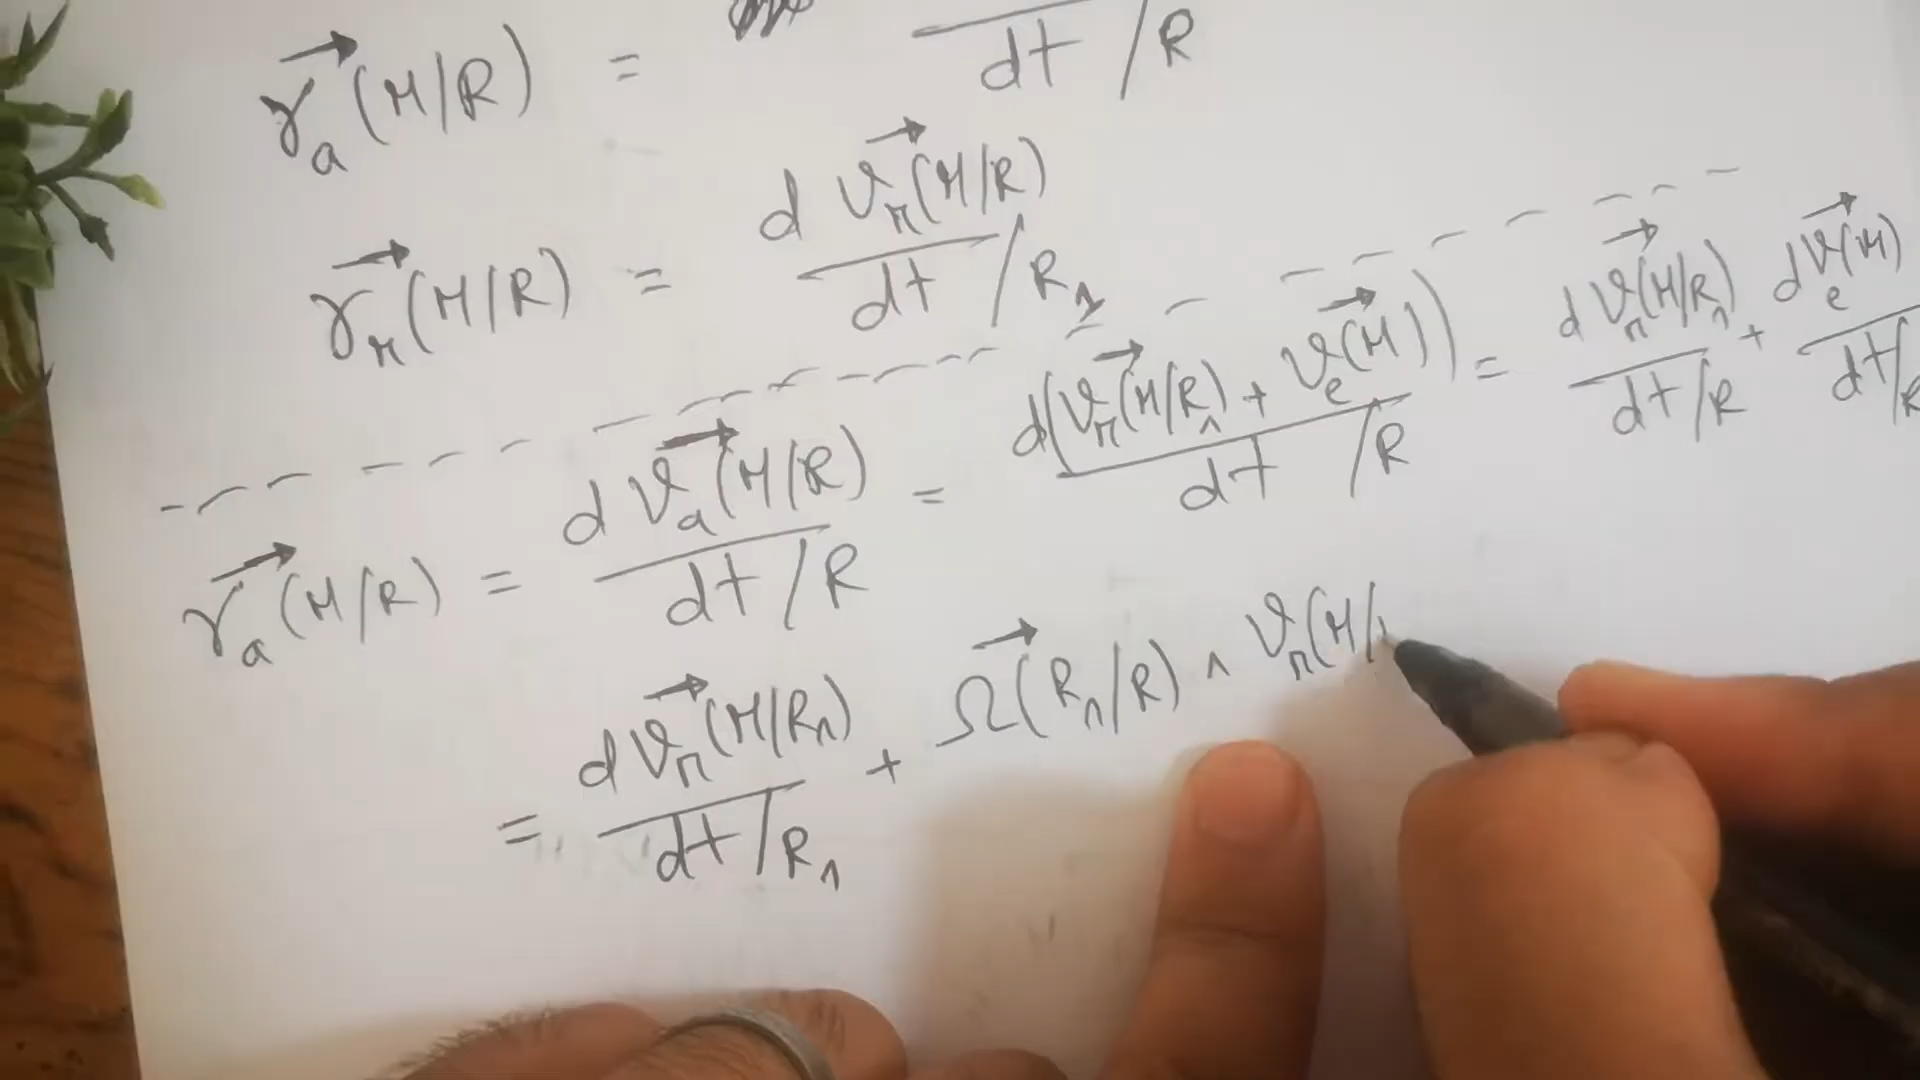 γ⃗a (M/R) = dt /R
γ⃗r (M/R) = d v⃗r(M/R) / dt /R1
γ⃗a (M/R) = d v⃗a(M/R) / dt /R = d(v⃗r(M/R1) + v⃗e(M)) / dt /R = d v⃗r(M/R1) / dt /R + d v⃗e(M) / dt /R
= d v⃗r(M/R1) / dt /R1 + Ω⃗(R1/R) ∧ vr(M/